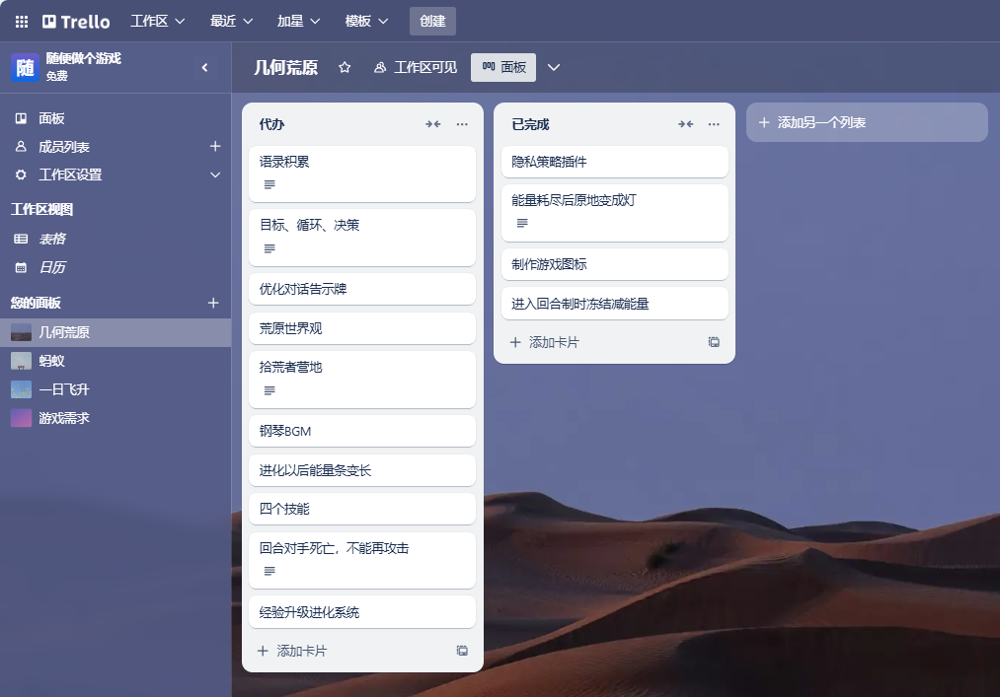 Trello 工作区 最近 加星 模板 创建
随 随便做个游戏
免费
几何荒原 工作区可见 面板
面板
成员列表
工作区设置
工作区视图
表格
日历
您的面板
几何荒原
蚂蚁
一日飞升
游戏需求
代办
语录积累
目标、循环、决策
优化对话告示牌
荒原世界观
拾荒者营地
钢琴BGM
进化以后能量条变长
四个技能
回合对手死亡，不能再攻击
经验升级进化系统
添加卡片
已完成
隐私策略插件
能量耗尽后原地变成灯
制作游戏图标
进入回合制时冻结减能量
添加卡片
添加另一个列表